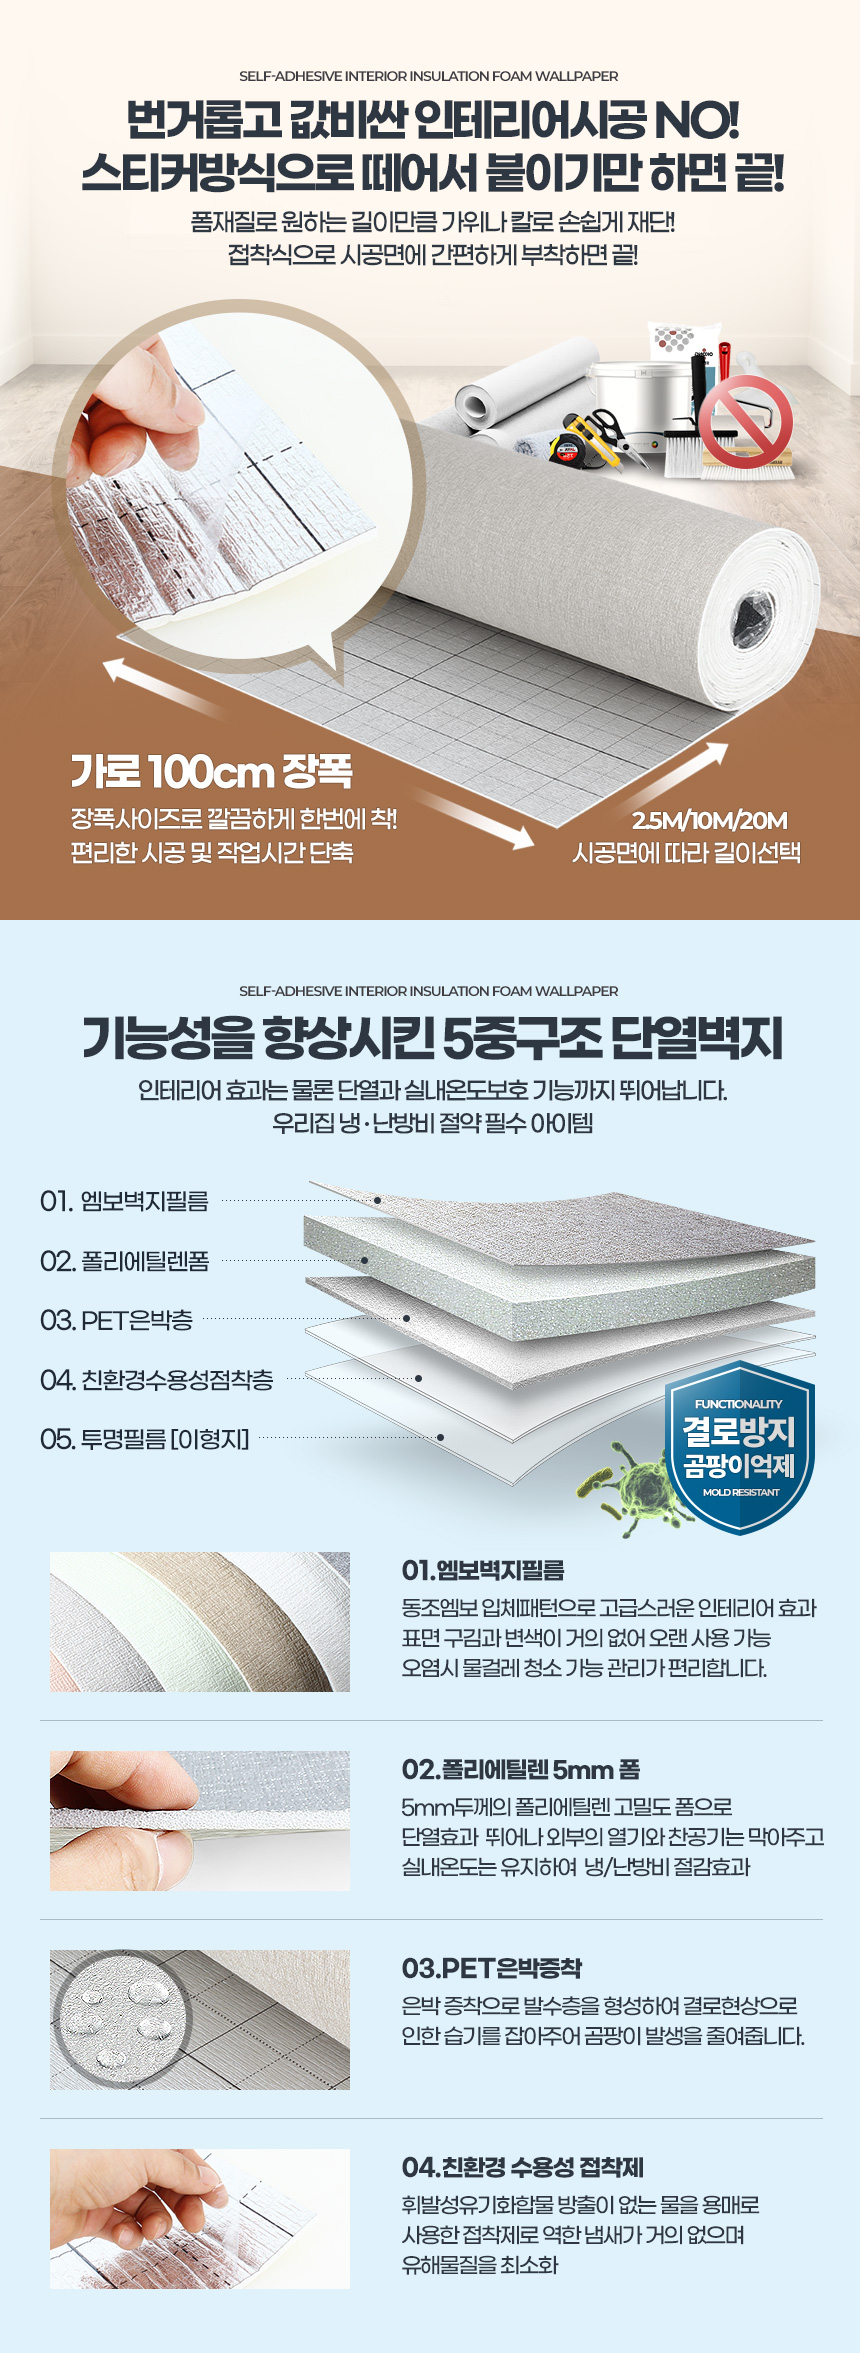 SELF-ADHESIVE INTERIOR INSULATION FOAM WALLPAPER
번거롭고 값비싼 인테리어시공 NO!
스티커방식으로 떼어서 붙이기만 하면 끝!
폼재질로 원하는 길이만큼 가위나 칼로 손쉽게 재단!
접착식으로 시공면에 간편하게 부착하면 끝!
가로 100cm 장폭
장폭사이즈로 깔끔하게 한번에 착!
편리한 시공 및 작업시간 단축
2.5M/10M/20M
시공면에 따라 길이선택
SELF-ADHESIVE INTERIOR INSULATION FOAM WALLPAPER
기능성을 향상시킨 5중구조 단열벽지
인테리어 효과는 물론 단열과 실내온도보호 기능까지 뛰어납니다.
우리집 냉·난방비 절약 필수 아이템
01. 엠보벽지필름
02. 폴리에틸렌폼
03. PET은박층
04. 친환경수용성점착층
05. 투명필름 [이형지]
FUNCTIONALITY
결로방지
곰팡이억제
MOLD RESISTANT
01.엠보벽지필름
동조엠보 입체패턴으로 고급스러운 인테리어 효과
표면 구김과 변색이 거의 없어 오랜 사용 가능
오염시 물걸레 청소 가능 관리가 편리합니다.
02.폴리에틸렌 5mm 폼
5mm두께의 폴리에틸렌 고밀도 폼으로
단열효과 뛰어나 외부의 열기와 찬공기는 막아주고
실내온도는 유지하여 냉/난방비 절감효과
03.PET은박증착
은박 증착으로 발수층을 형성하여 결로현상으로
인한 습기를 잡아주어 곰팡이 발생을 줄여줍니다.
04.친환경 수용성 접착제
휘발성유기화합물 방출이 없는 물을 용매로
사용한 접착제로 역한 냄새가 거의 없으며
유해물질을 최소화